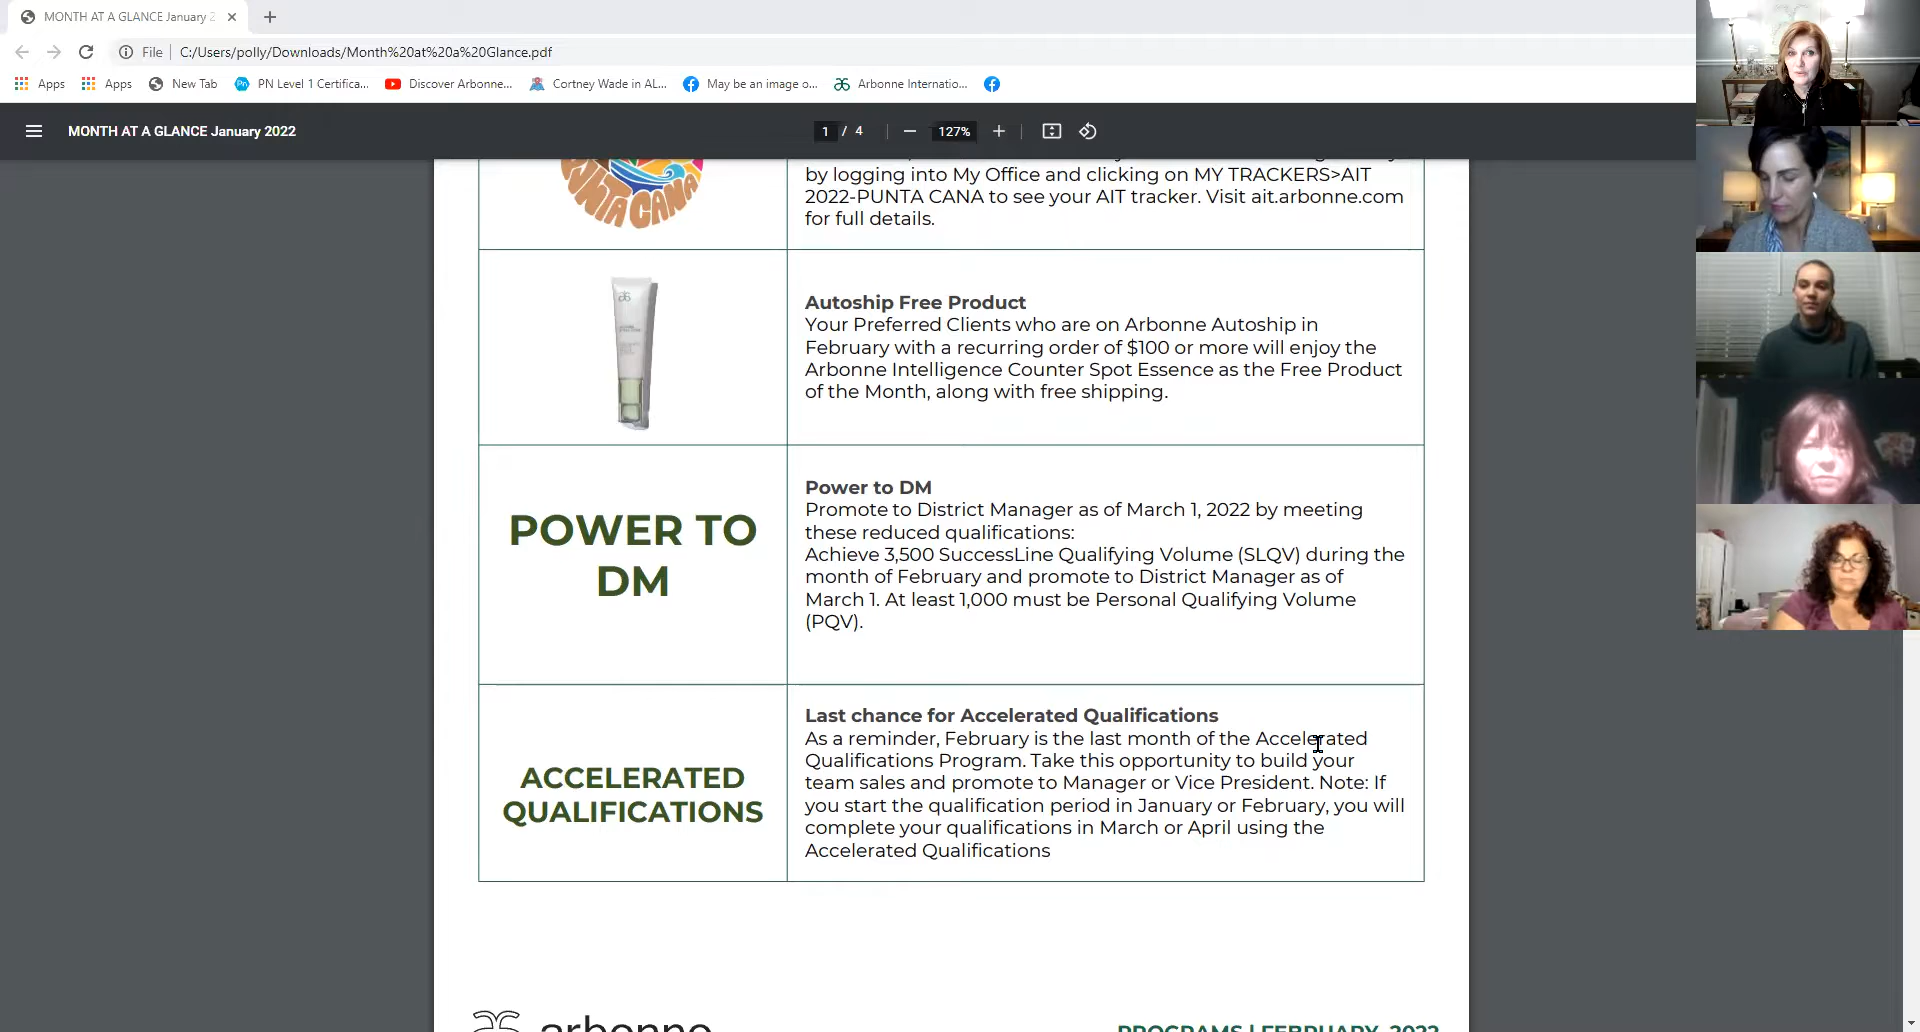 MONTH AT A GLANCE January 2
File
C:/Users/polly/Downloads/Month%20at%20a%20Glance.pdf
Apps
Apps
New Tab
PN Level 1 Certifica...
Discover Arbonne...
Cortney Wade in AL...
May be an image o...
Arbonne Internatio...
MONTH AT A GLANCE January 2022
1 / 4
127%
PUNTA CANA
by logging into My Office and clicking on MY TRACKERS>AIT
2022-PUNTA CANA to see your AIT tracker. Visit ait.arbonne.com
for full details.
Autoship Free Product
Your Preferred Clients who are on Arbonne Autoship in
February with a recurring order of $100 or more will enjoy the
Arbonne Intelligence Counter Spot Essence as the Free Product
of the Month, along with free shipping.
POWER TO
DM
Power to DM
Promote to District Manager as of March 1, 2022 by meeting
these reduced qualifications:
Achieve 3,500 SuccessLine Qualifying Volume (SLQV) during the
month of February and promote to District Manager as of
March 1. At least 1,000 must be Personal Qualifying Volume
(PQV).
ACCELERATED
QUALIFICATIONS
Last chance for Accelerated Qualifications
As a reminder, February is the last month of the Accelerated
Qualifications Program. Take this opportunity to build your
team sales and promote to Manager or Vice President. Note: If
you start the qualification period in January or February, you will
complete your qualifications in March or April using the
Accelerated Qualifications
arbonne
PROGRAMS | FEBRUARY 2022